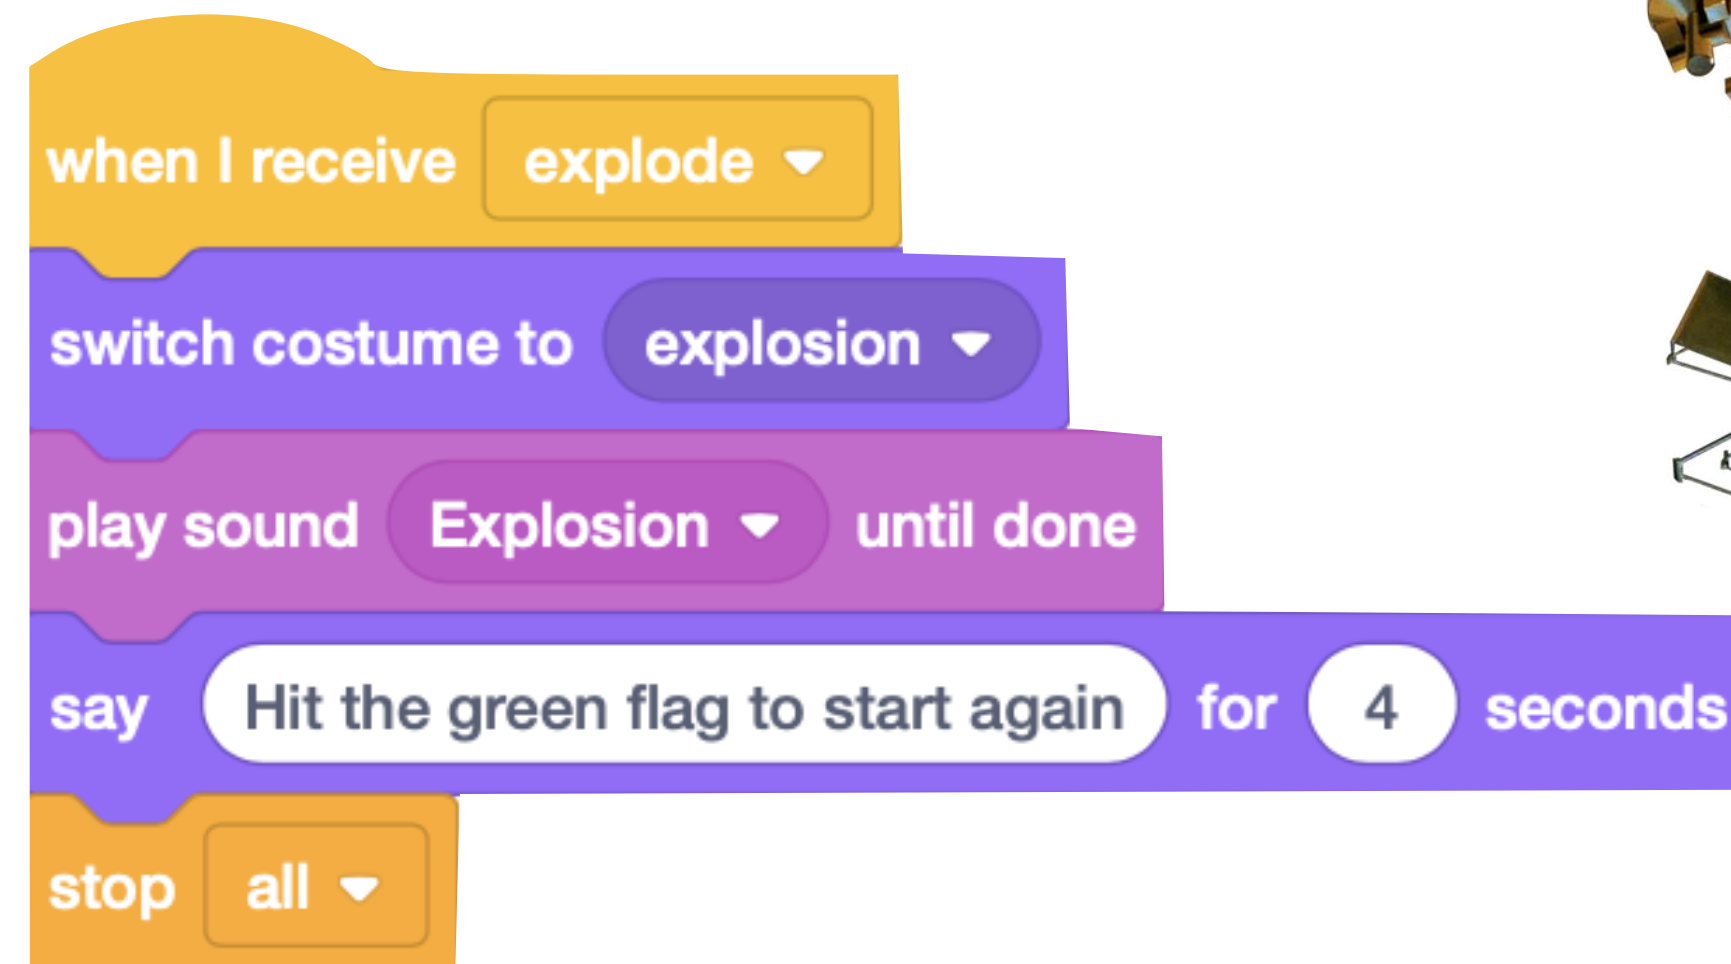 when I receive explode
switch costume to explosion
play sound Explosion until done
say Hit the green flag to start again for 4 seconds
stop all